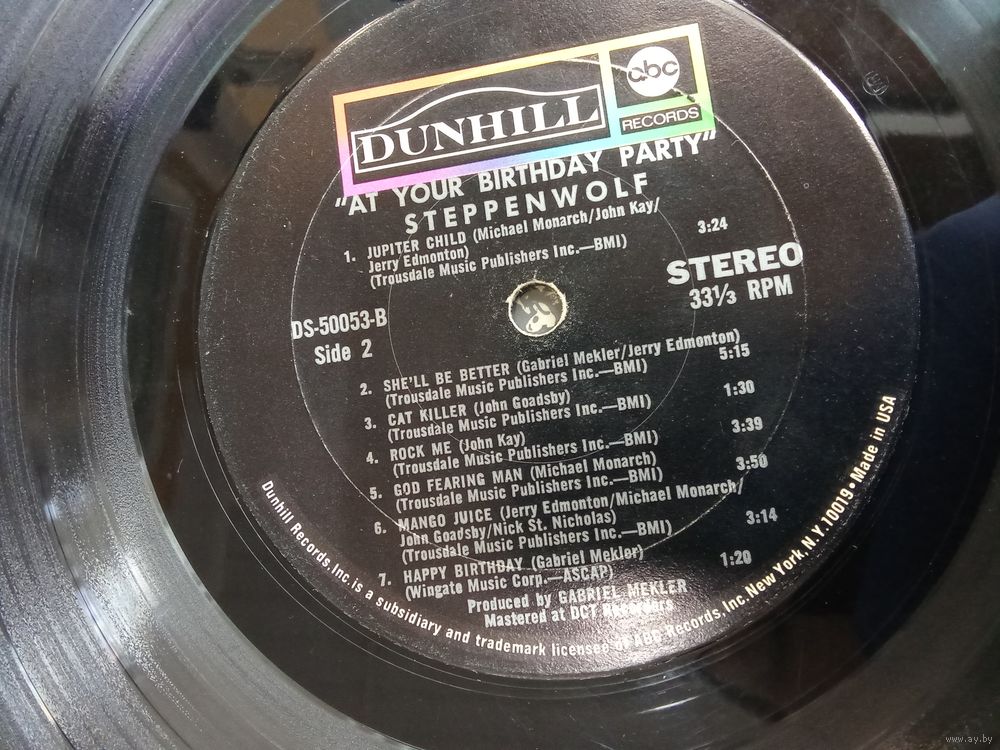 DUNHILL
abc
RECORDS
"AT YOUR BIRTHDAY PARTY"
STEPPENWOLF
1. JUPITER CHILD (Michael Monarch/John Kay/
Jerry Edmonton) 3:24
(Trousdale Music Publishers Inc.—BMI)
STEREO
33⅓ RPM
DS-50053-B
Side 2
2. SHE'LL BE BETTER (Gabriel Mekler/Jerry Edmonton)
(Trousdale Music Publishers Inc.—BMI) 5:15
3. CAT KILLER (John Goadsby) 1:30
(Trousdale Music Publishers Inc.—BMI)
4. ROCK ME (John Kay) 3:39
(Trousdale Music Publishers Inc.—BMI)
5. GOD FEARING MAN (Michael Monarch) 3:50
(Trousdale Music Publishers Inc.—BMI)
6. MANGO JUICE (Jerry Edmonton/Michael Monarch/
John Goadsby/Nick St. Nicholas) 3:14
(Trousdale Music Publishers Inc.—BMI)
7. HAPPY BIRTHDAY (Gabriel Mekler) 1:20
(Wingate Music Corp.—ASCAP)
Produced by GABRIEL MEKLER
Mastered at DCT Recorders
Dunhill Records, Inc. is a subsidiary and trademark licensee of ABC Records, Inc. New York, N.Y. 10019 • Made in USA
www.ay.by